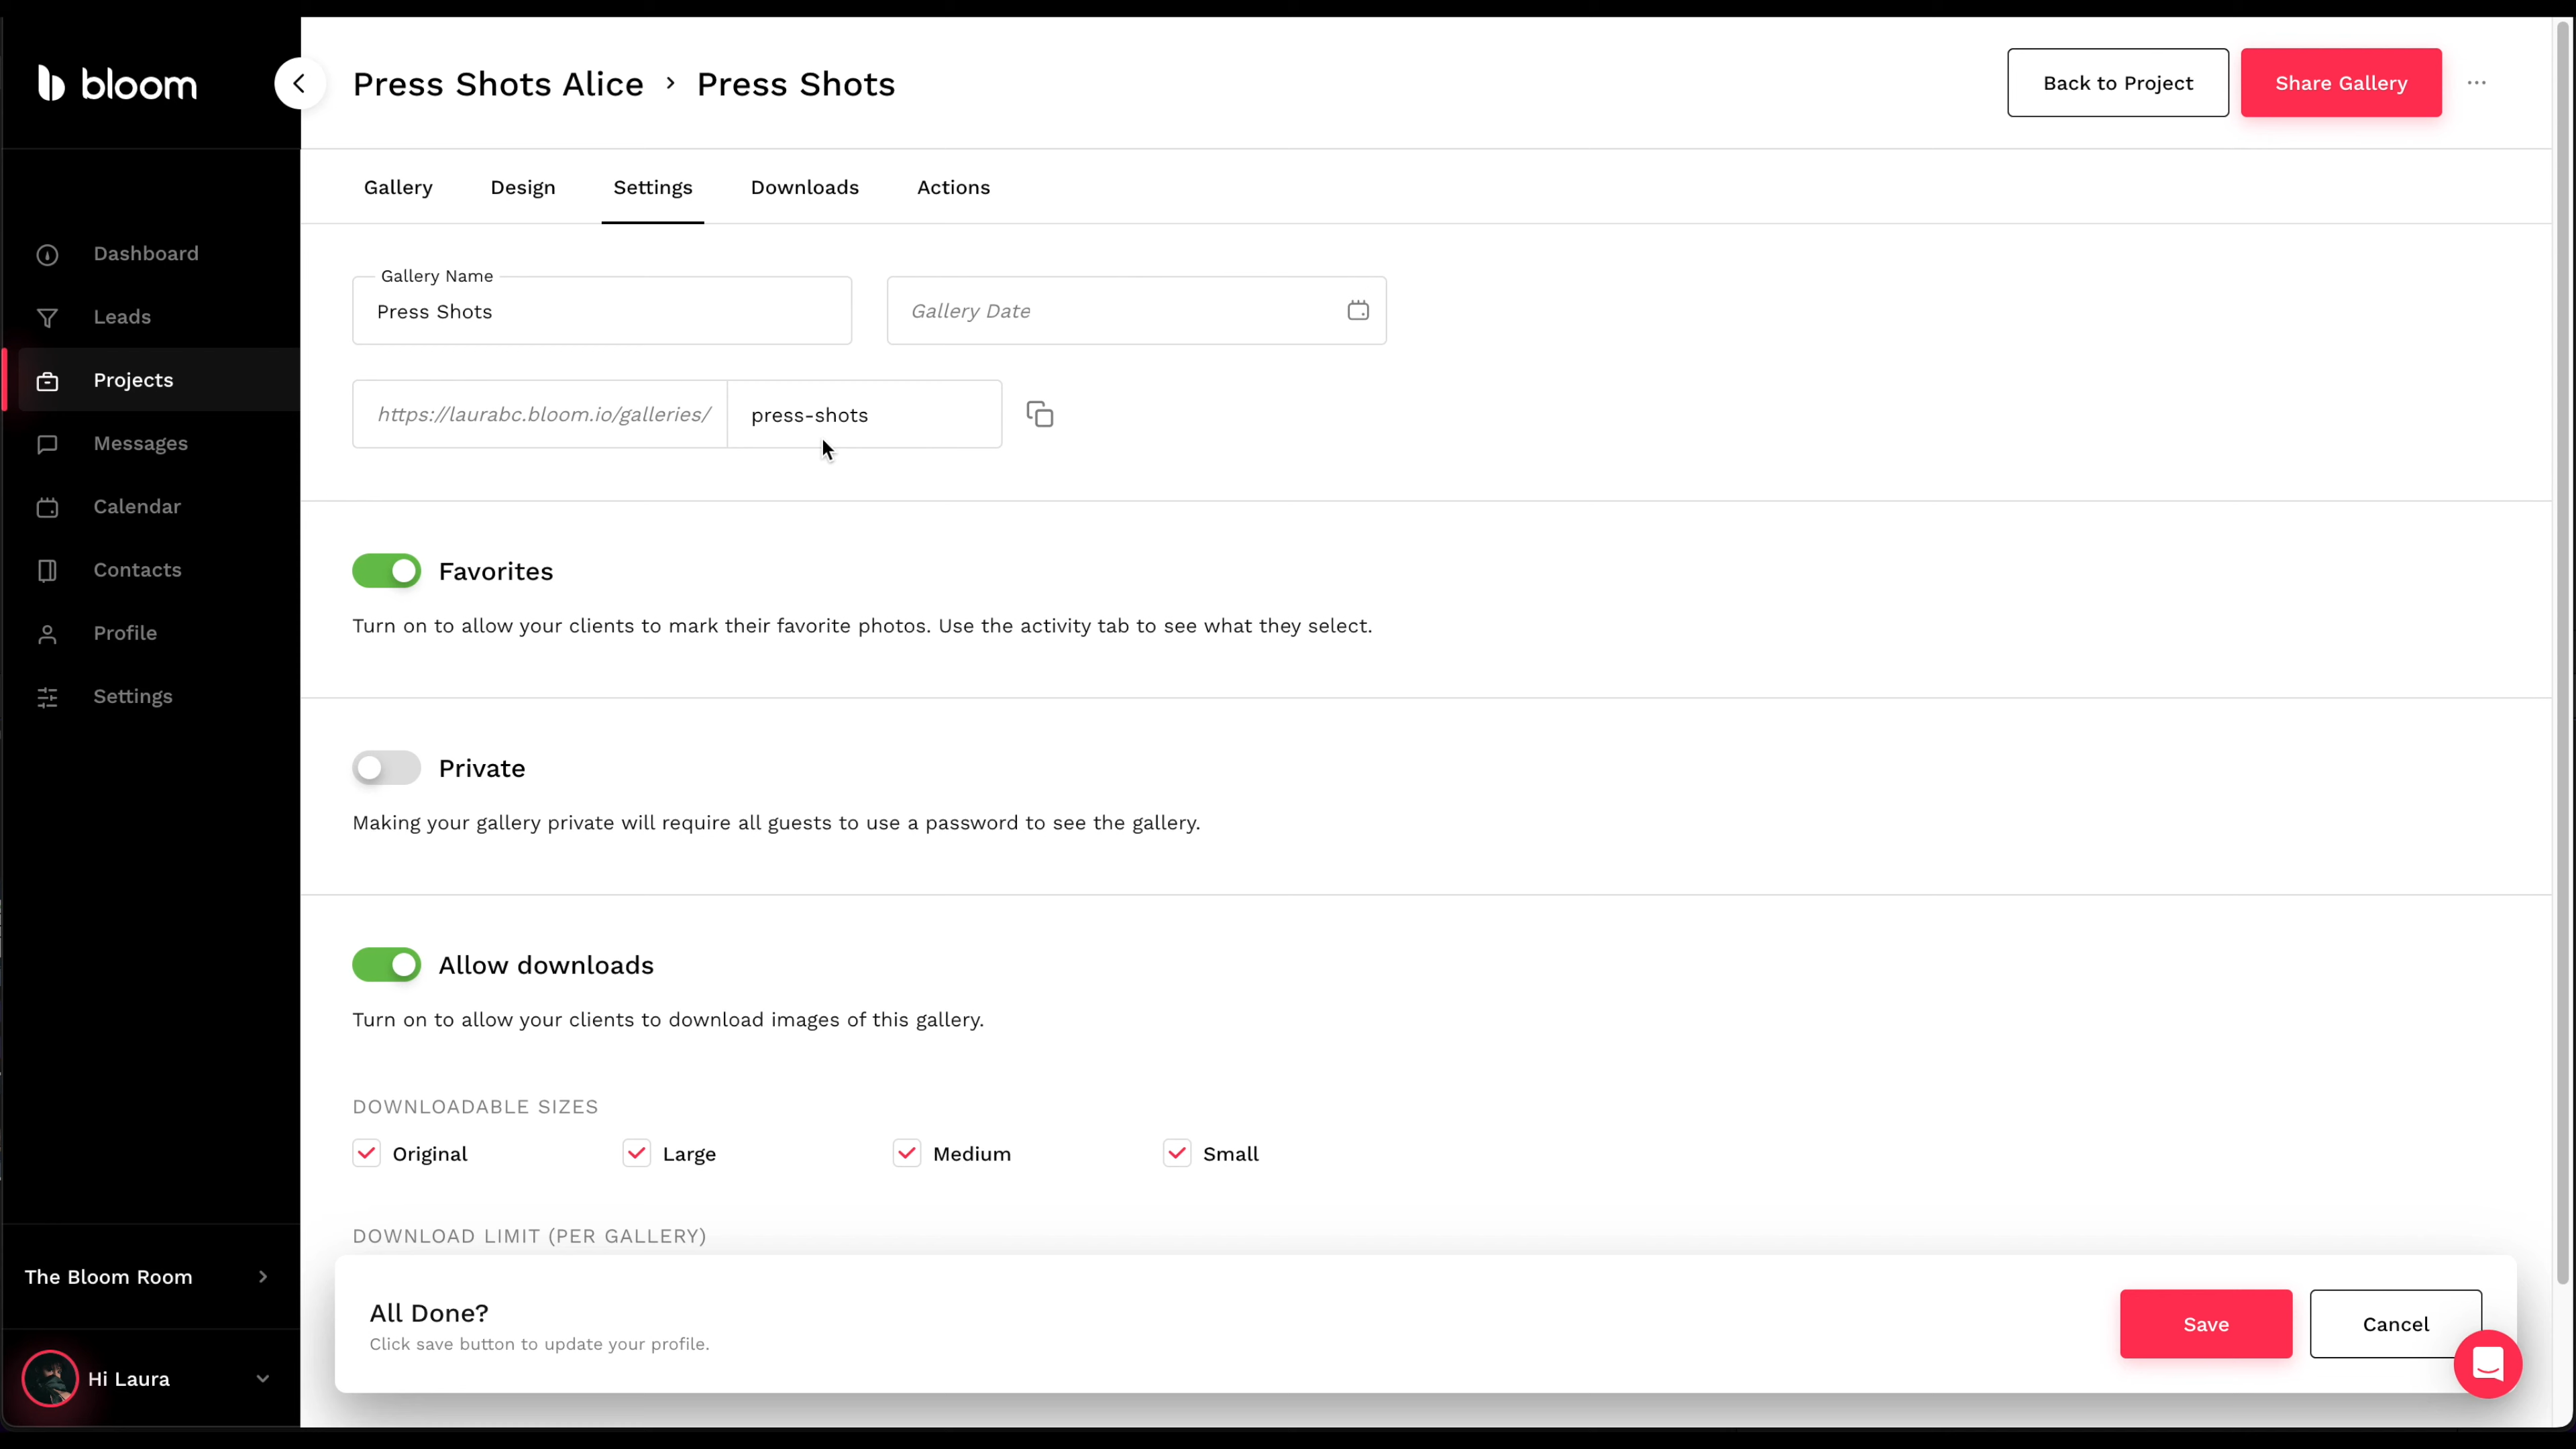 bloom
Press Shots Alice › Press Shots
Back to Project
Share Gallery
Gallery
Design
Settings
Downloads
Actions
Dashboard
Leads
Projects
Messages
Calendar
Contacts
Profile
Settings
Gallery Name
Press Shots
Gallery Date
https://laurabc.bloom.io/galleries/
press-shots
Favorites
Turn on to allow your clients to mark their favorite photos. Use the activity tab to see what they select.
Private
Making your gallery private will require all guests to use a password to see the gallery.
Allow downloads
Turn on to allow your clients to download images of this gallery.
DOWNLOADABLE SIZES
Original
Large
Medium
Small
DOWNLOAD LIMIT (PER GALLERY)
The Bloom Room
Hi Laura
All Done?
Click save button to update your profile.
Save
Cancel